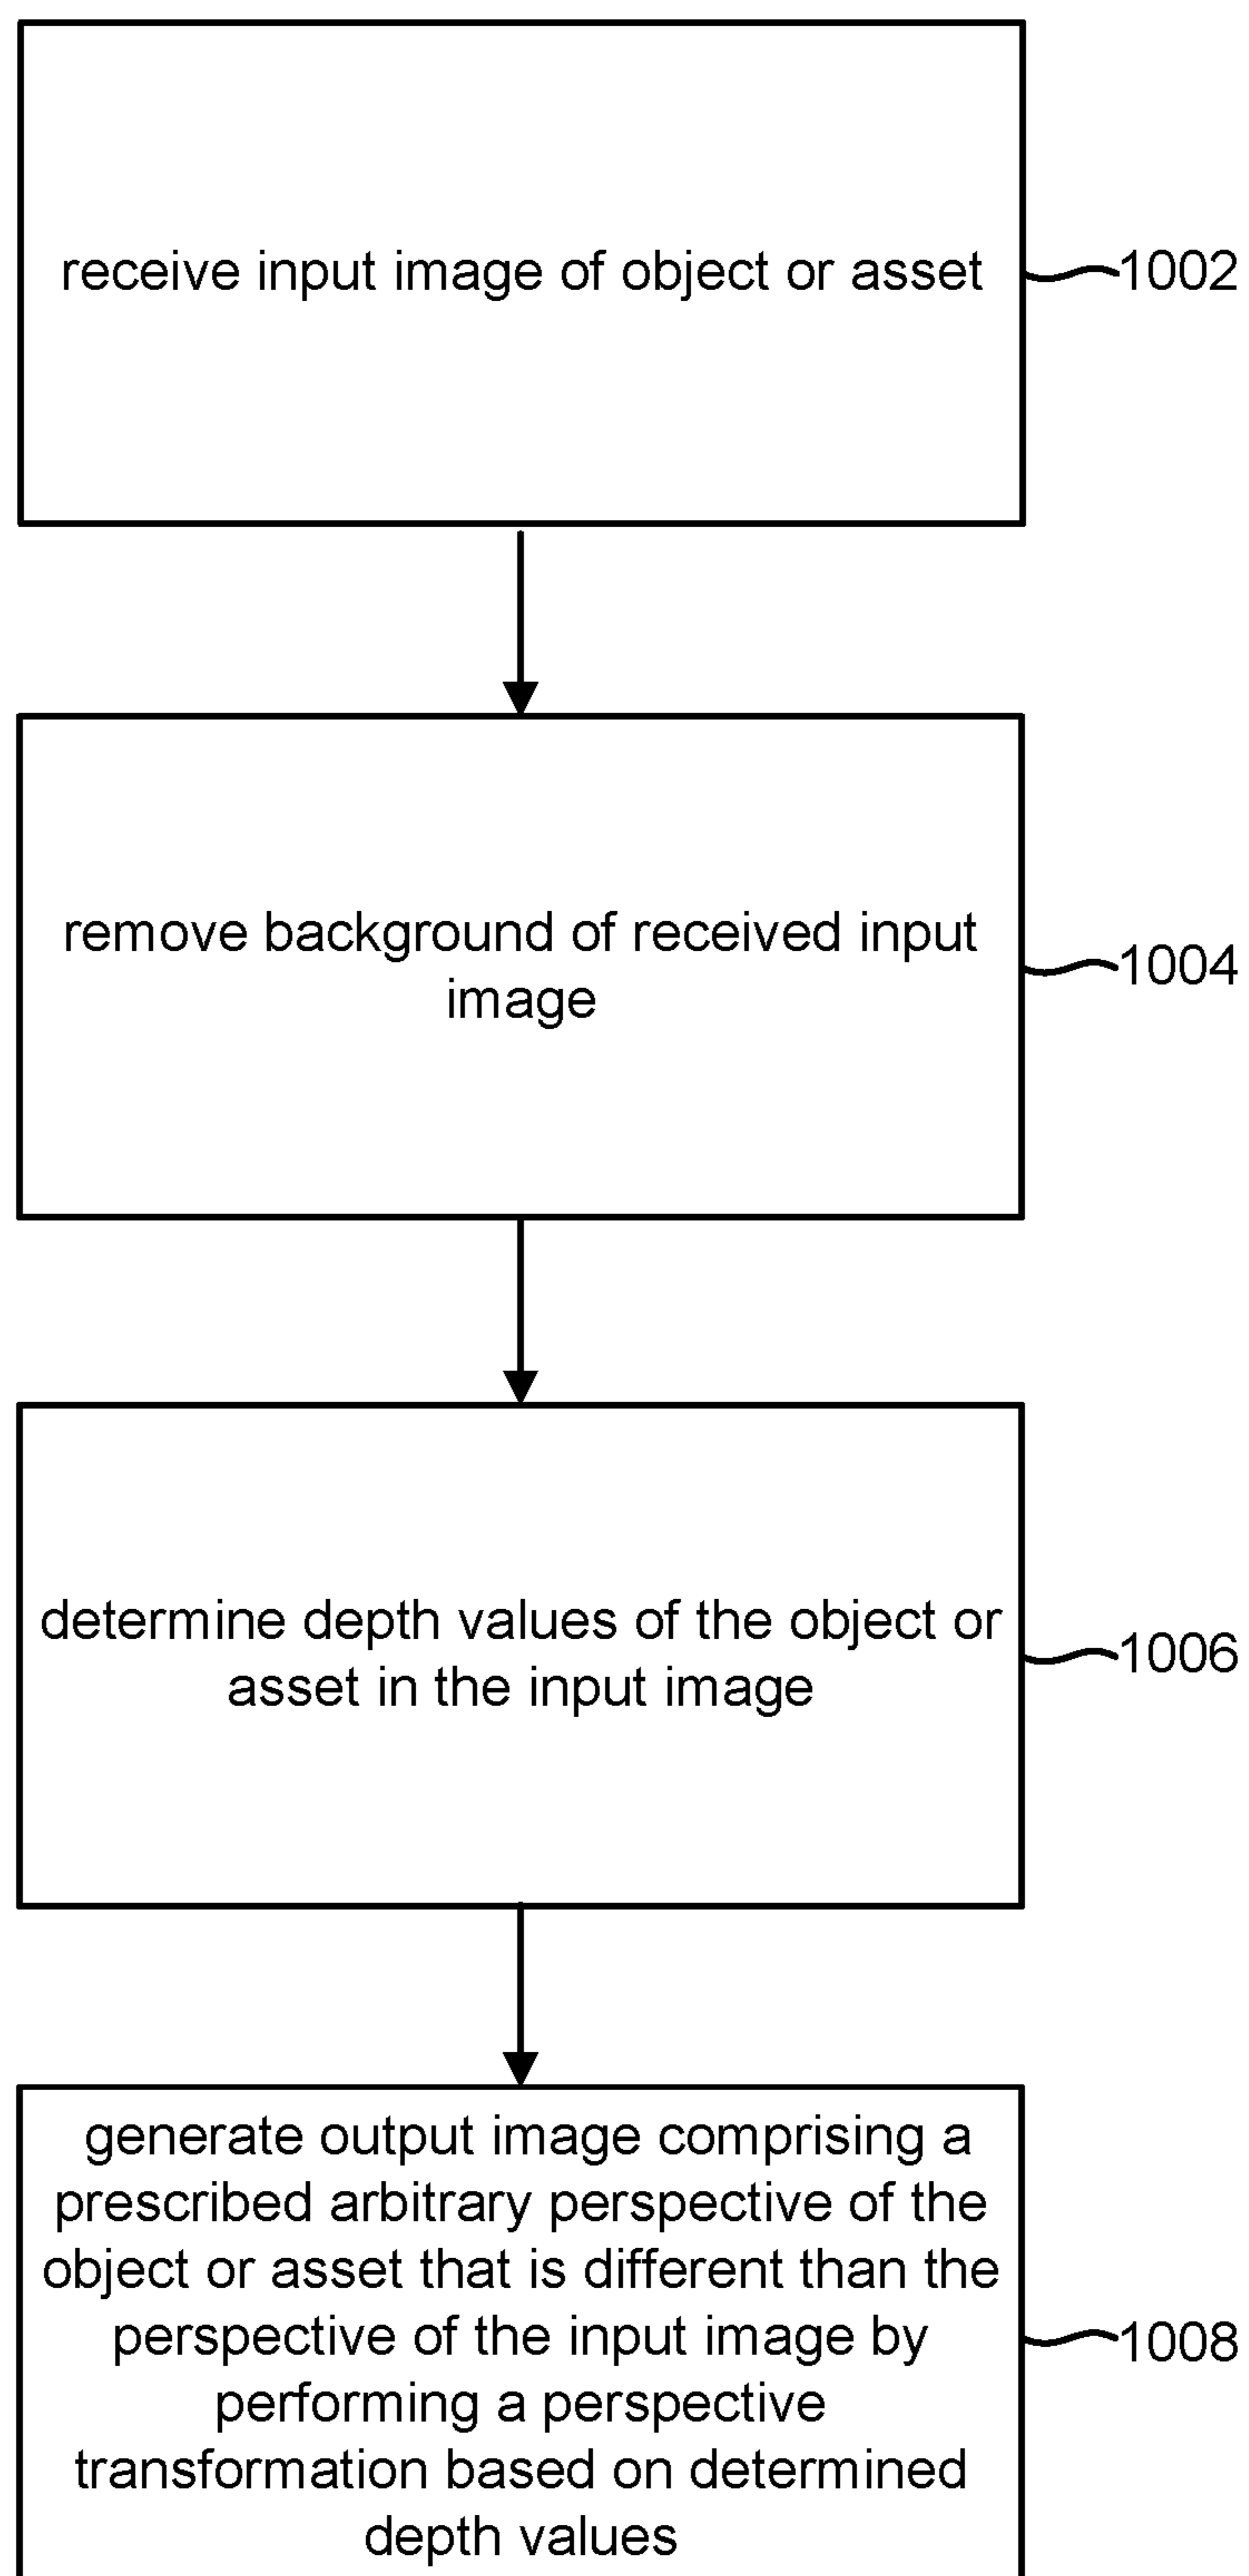 receive input image of object or asset
1002
remove background of received input
image
1004
determine depth values of the object or
asset in the input image
1006
generate output image comprising a
prescribed arbitrary perspective of the
object or asset that is different than the
perspective of the input image by
performing a perspective
transformation based on determined
depth values
1008